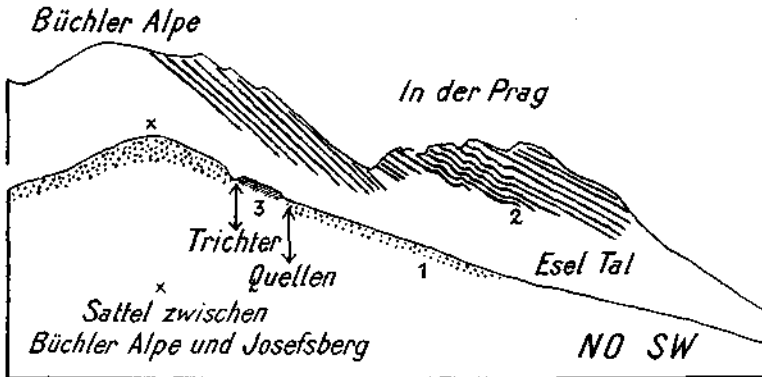 Büchler Alpe
In der Prag
x
3
2
Trichter
Quellen
1
Esel Tal
x
Sattel zwischen
Büchler Alpe und Josefsberg
NO SW